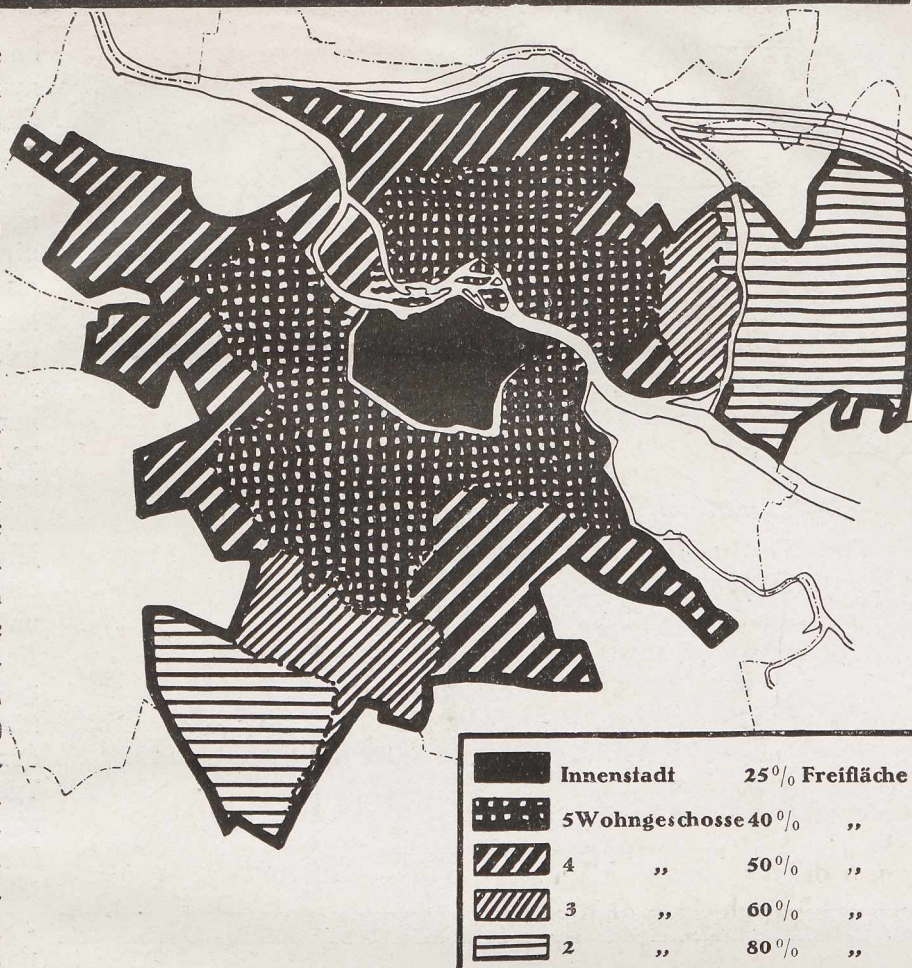 Innenstadt 25% Freifläche
5 Wohngeschosse 40% „
4 „ 50% „
3 „ 60% „
2 „ 80% „